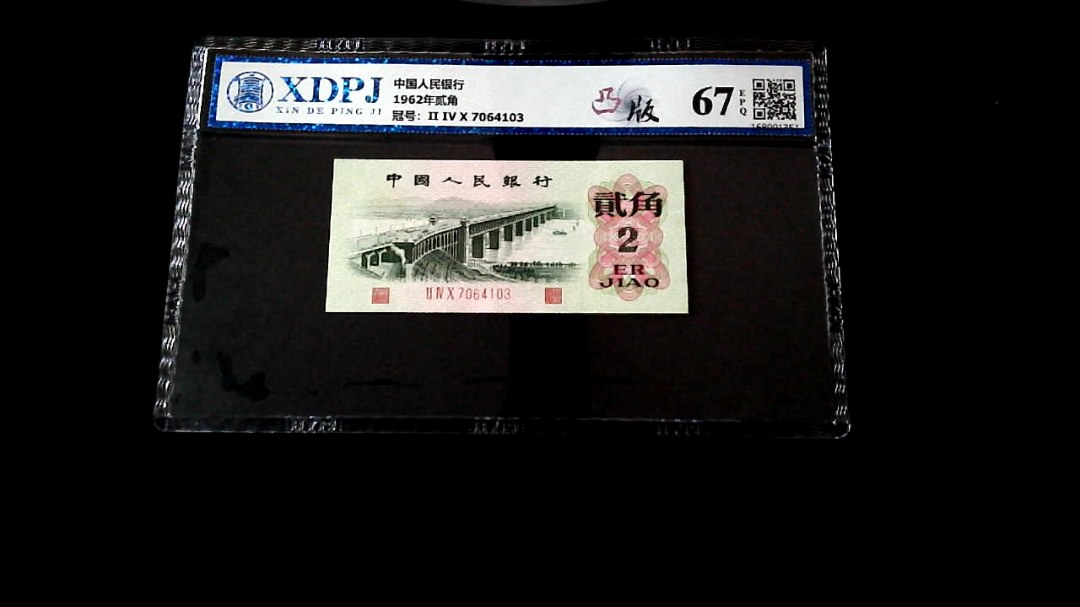 XDPJ
XIN DE PING JI
中国人民银行
1962年贰角
冠号: II IV X 7064103
凸版
67
EPQ
中國人民銀行
貳角
2
ER
JIAO
II IV X 7064103